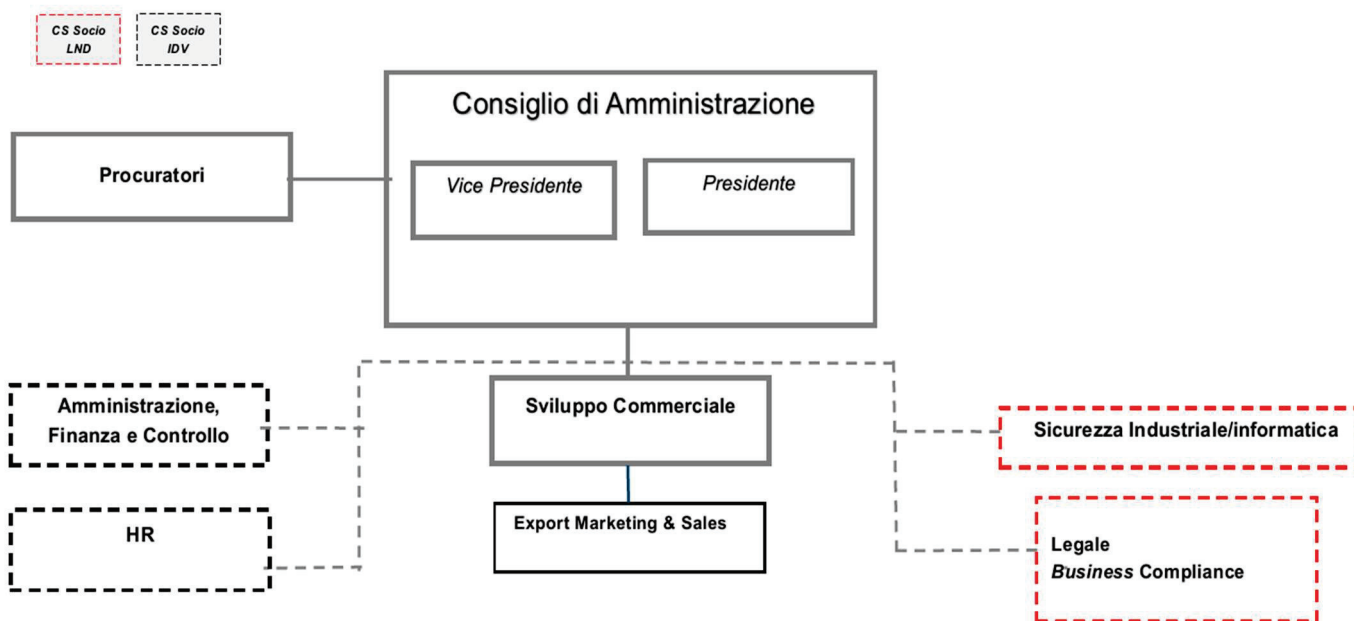 CS Socio
LND
CS Socio
IDV
Consiglio di Amministrazione
Procuratori
Vice Presidente
Presidente
Amministrazione,
Finanza e Controllo
Sviluppo Commerciale
Sicurezza Industriale/informatica
HR
Export Marketing & Sales
Legale
Business Compliance